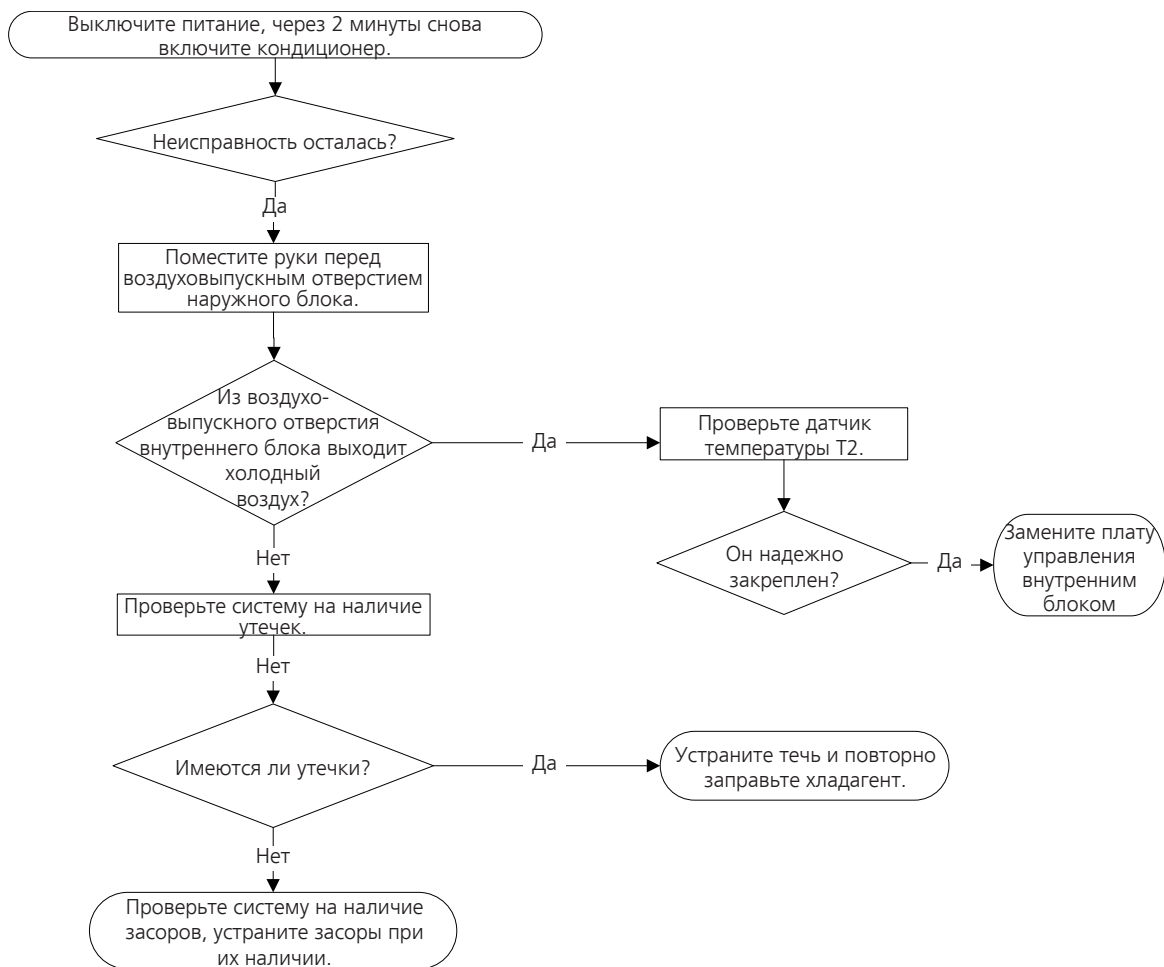 Выключите питание, через 2 минуты снова
включите кондиционер.
Неисправность осталась?
Да
Поместите руки перед
воздуховыпускным отверстием
наружного блока.
Из воздухо-
выпускного отверстия
внутреннего блока выходит
холодный
воздух?
Да
Проверьте датчик
температуры T2.
Он надежно
закреплен?
Да
Замените плату
управления
внутренним
блоком
Нет
Проверьте систему на наличие
утечек.
Нет
Имеются ли утечки?
Да
Устраните течь и повторно
заправьте хладагент.
Нет
Проверьте систему на наличие
засоров, устраните засоры при
их наличии.